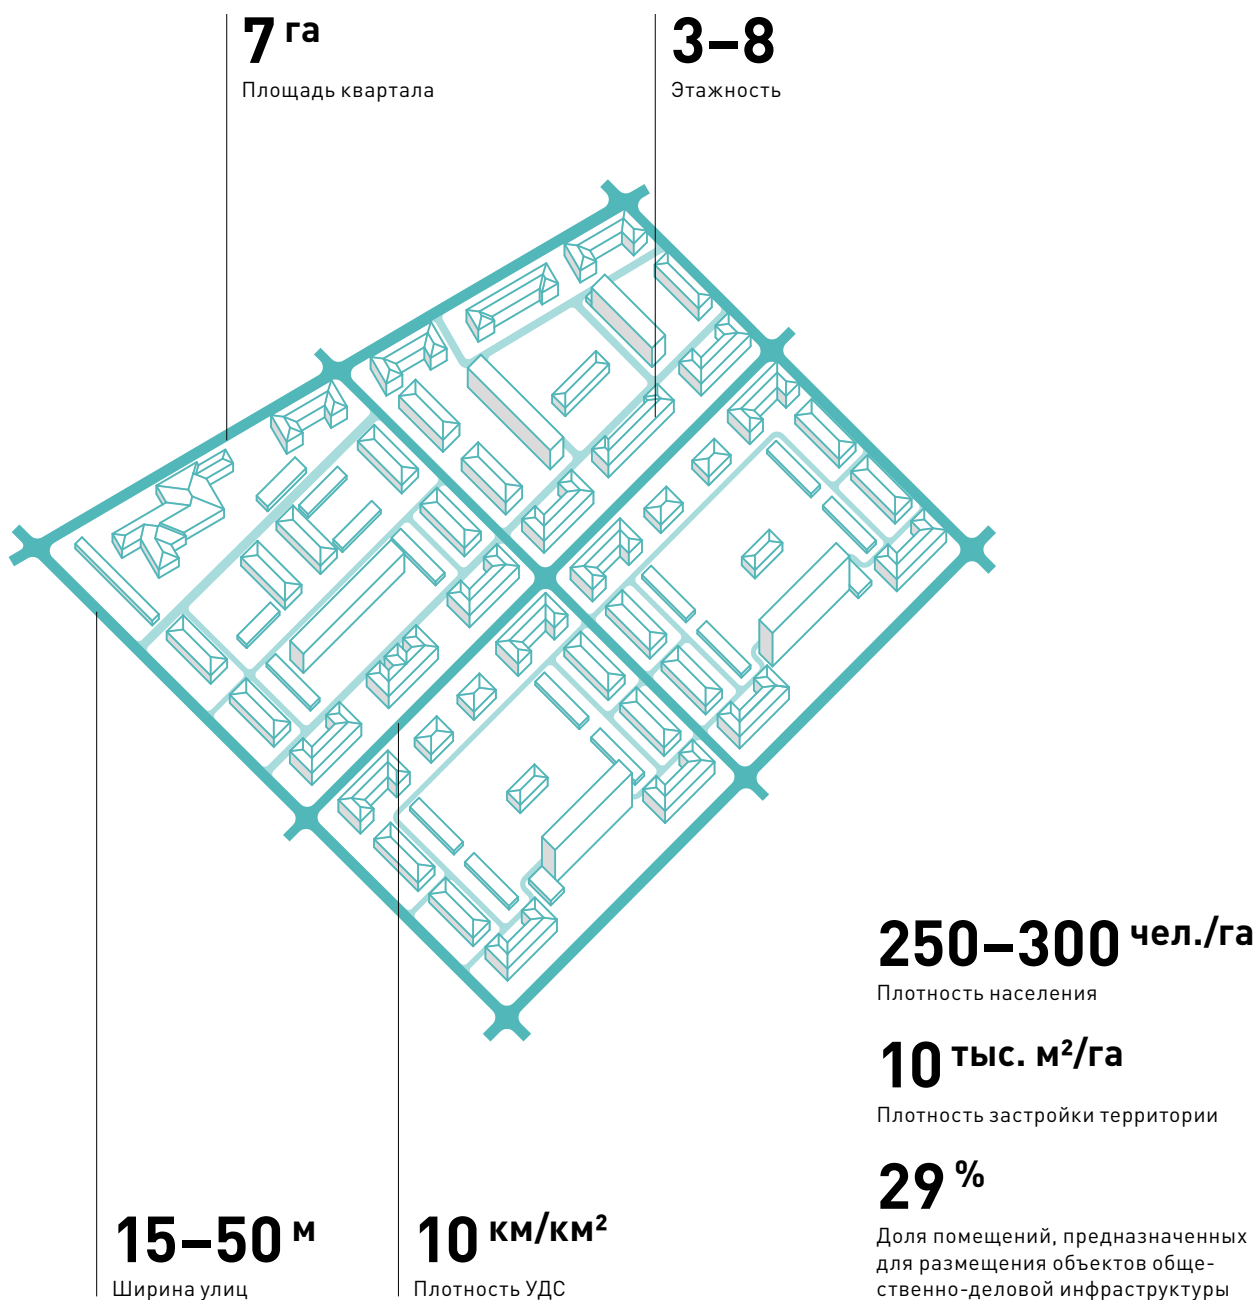 7 га
Площадь квартала
3–8
Этажность
250–300 чел./га
Плотность населения
10 тыс. м²/га
Плотность застройки территории
29 %
Доля помещений, предназначенных
для размещения объектов обще-
ственно-деловой инфраструктуры
15–50 м
Ширина улиц
10 км/км²
Плотность УДС